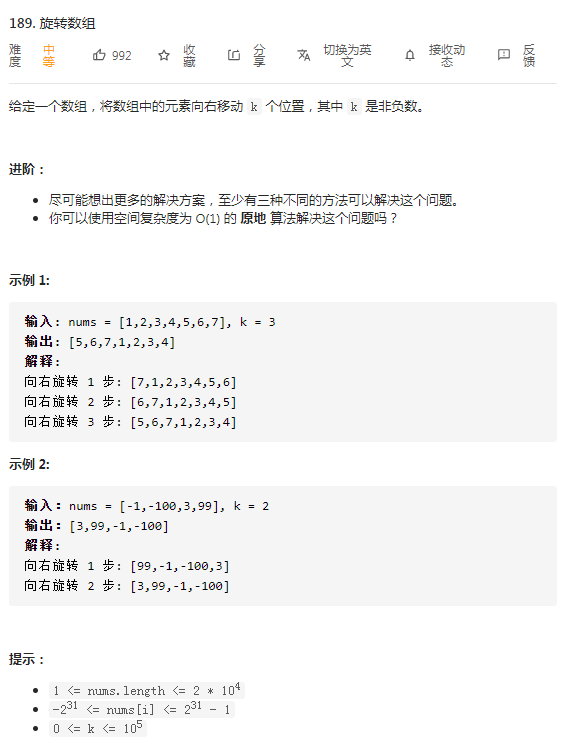 189. 旋转数组
难度 中等 992 收藏 分享 切换为英文 接收动态 反馈
给定一个数组，将数组中的元素向右移动 k 个位置，其中 k 是非负数。
进阶：
尽可能想出更多的解决方案，至少有三种不同的方法可以解决这个问题。
你可以使用空间复杂度为 O(1) 的 原地 算法解决这个问题吗？
示例 1:
输入: nums = [1,2,3,4,5,6,7], k = 3
输出: [5,6,7,1,2,3,4]
解释:
向右旋转 1 步: [7,1,2,3,4,5,6]
向右旋转 2 步: [6,7,1,2,3,4,5]
向右旋转 3 步: [5,6,7,1,2,3,4]
示例 2:
输入：nums = [-1,-100,3,99], k = 2
输出：[3,99,-1,-100]
解释:
向右旋转 1 步: [99,-1,-100,3]
向右旋转 2 步: [3,99,-1,-100]
提示：
1 <= nums.length <= 2 * 10⁴
-2³¹ <= nums[i] <= 2³¹ - 1
0 <= k <= 10⁵